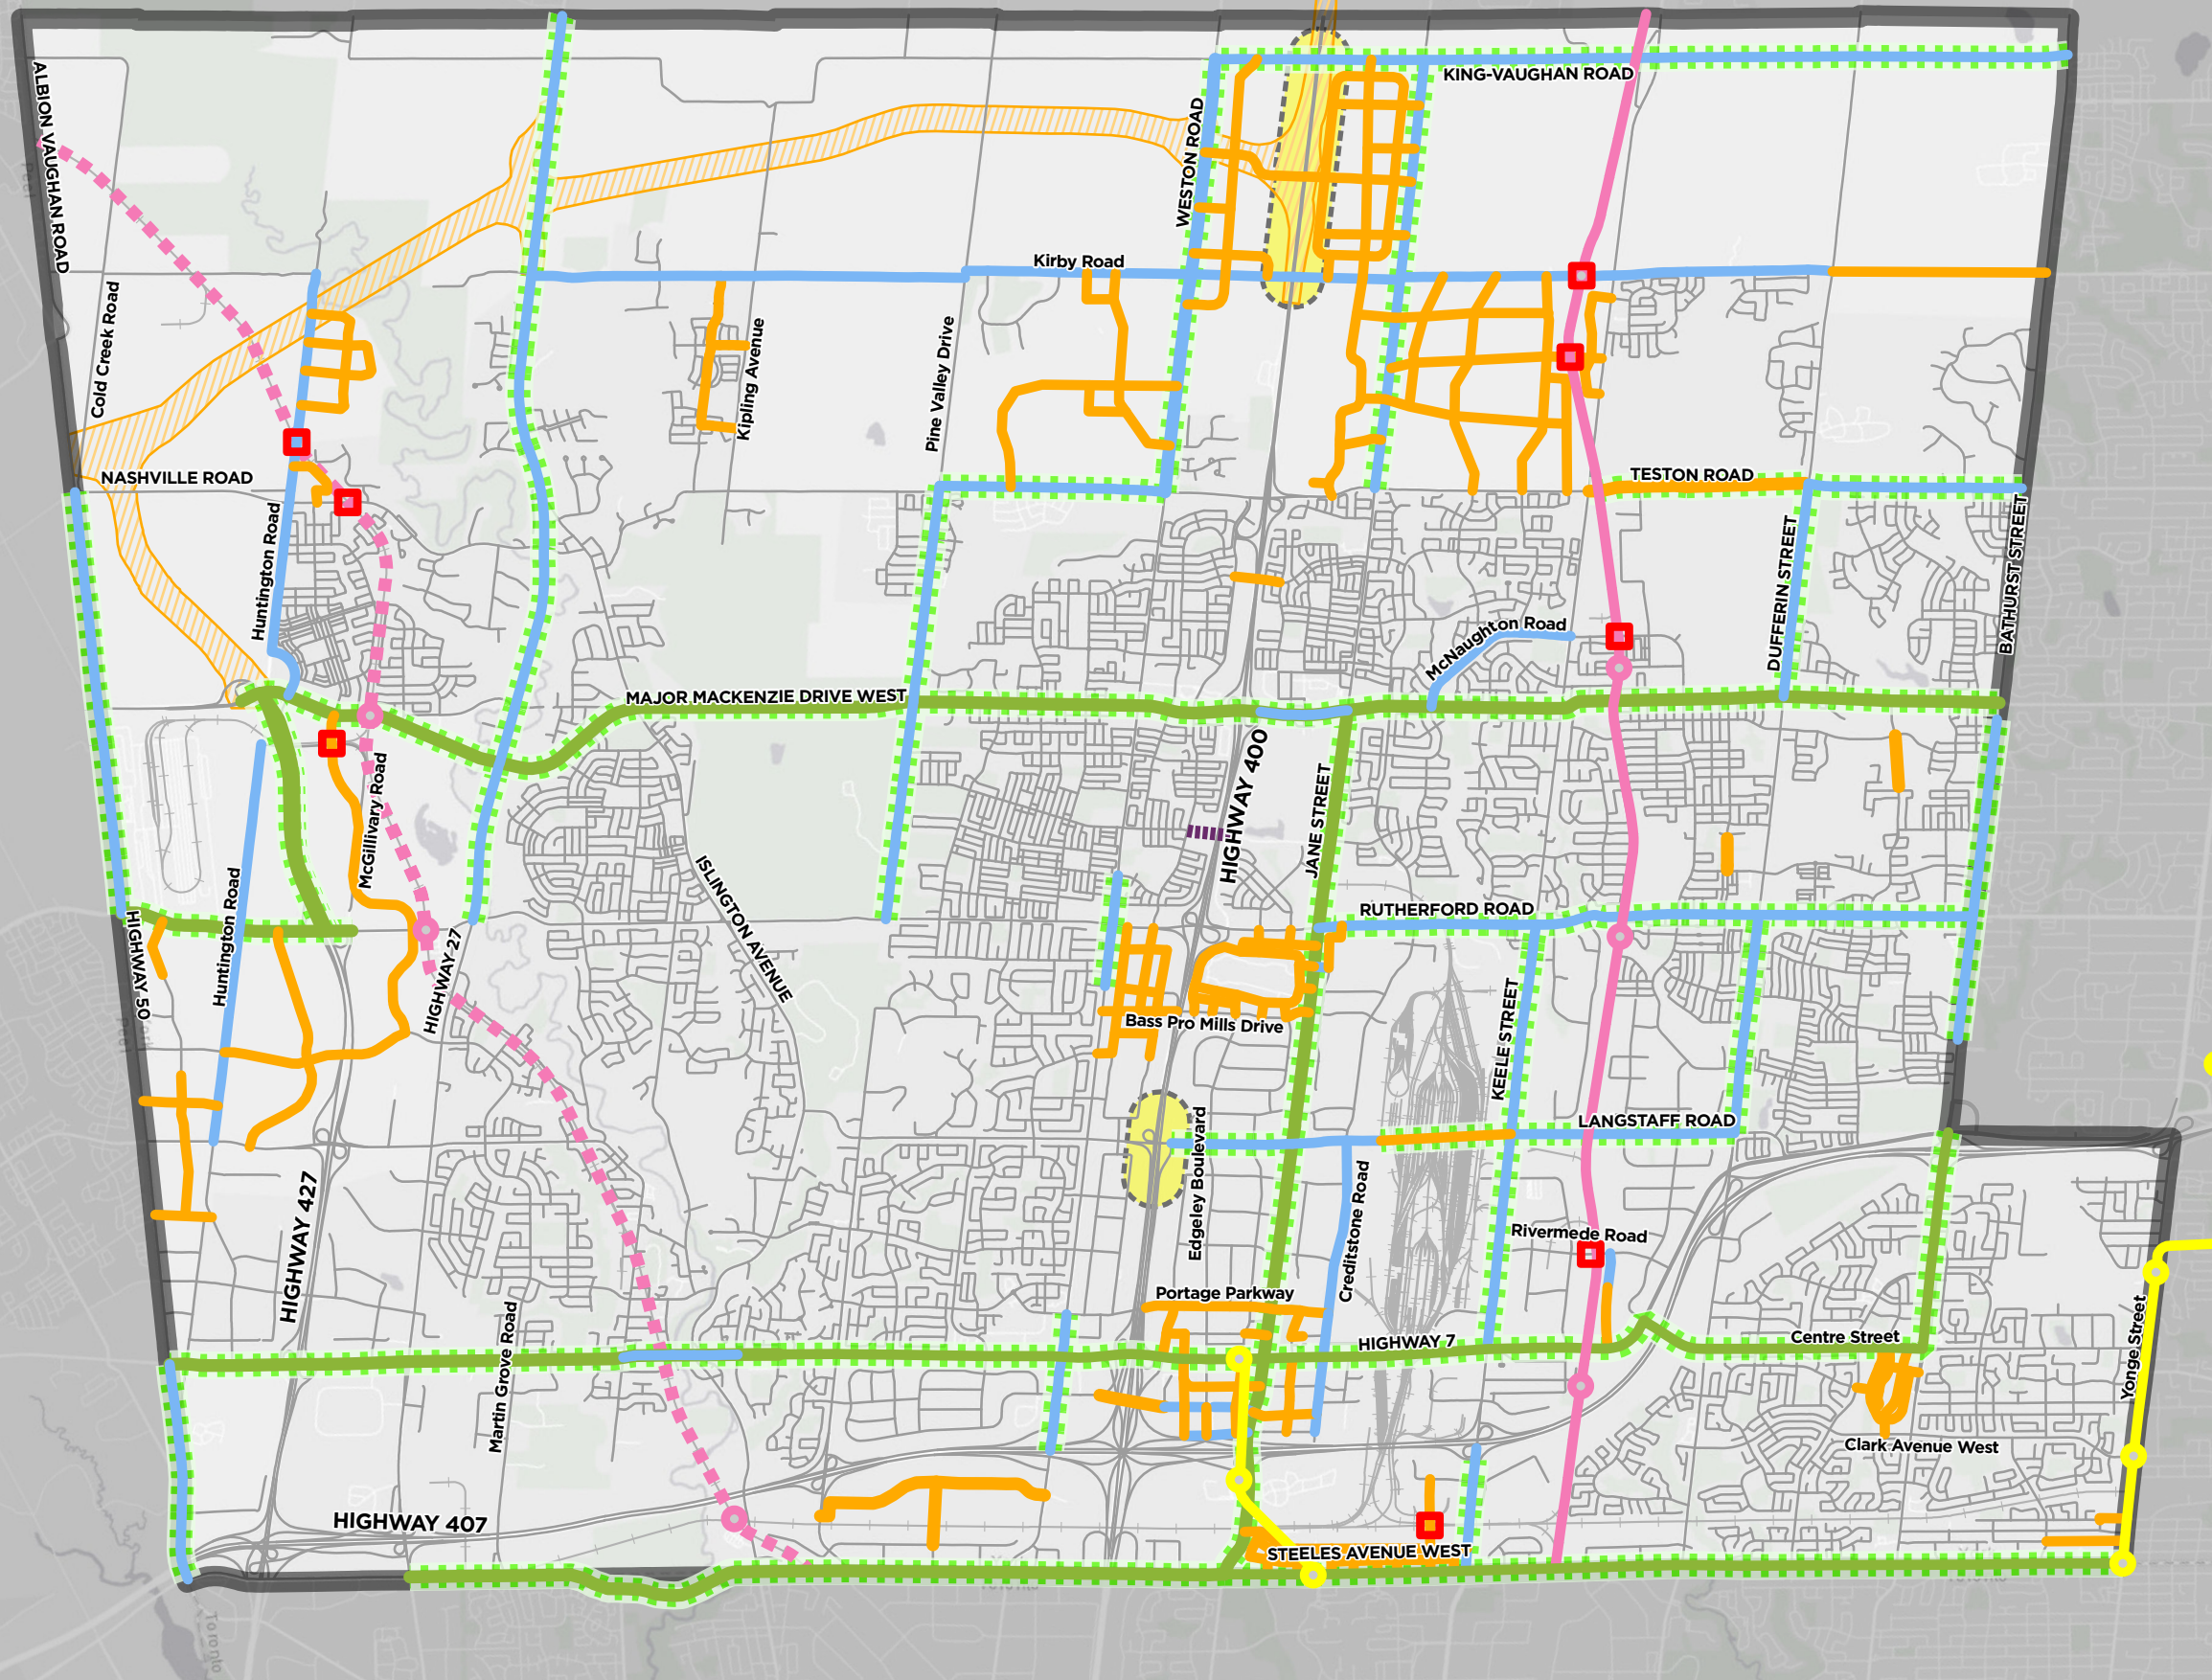 KING-VAUGHAN ROAD
ALBION VAUGHAN ROAD
WESTON ROAD
Peel
Kirby Road
Cold Creek Road
Kipling Avenue
Pine Valley Drive
NASHVILLE ROAD
TESTON ROAD
Huntington Road
McNaughton Road
DUFFERIN STREET
BATHURST STREET
MAJOR MACKENZIE DRIVE WEST
HIGHWAY 400
JANE STREET
McGillivary Road
ISLINGTON AVENUE
RUTHERFORD ROAD
HIGHWAY 50
Huntington Road
HIGHWAY 27
Bass Pro Mills Drive
KEELE STREET
Peel
York
LANGSTAFF ROAD
Edgeley Boulevard
Creditstone Road
HIGHWAY 427
Rivermede Road
Portage Parkway
Martin Grove Road
HIGHWAY 7
Centre Street
Yonge Street
Clark Avenue West
HIGHWAY 407
STEELES AVENUE WEST
Toronto